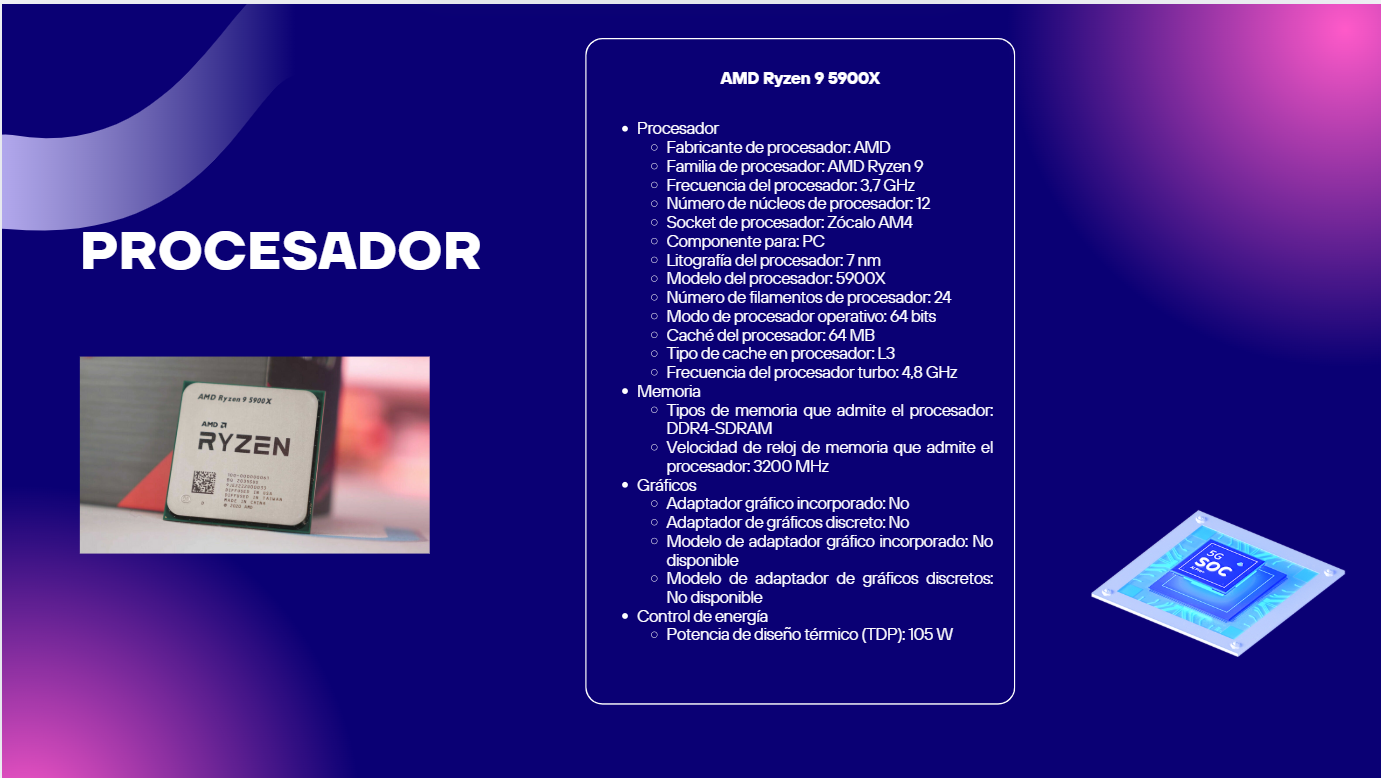 PROCESADOR
AMD Ryzen 9 5900X
AMD
RYZEN
AMD Ryzen 9 5900X
• Procesador
○ Fabricante de procesador: AMD
○ Familia de procesador: AMD Ryzen 9
○ Frecuencia del procesador: 3,7 GHz
○ Número de núcleos de procesador: 12
○ Socket de procesador: Zócalo AM4
○ Componente para: PC
○ Litografía del procesador: 7 nm
○ Modelo del procesador: 5900X
○ Número de filamentos de procesador: 24
○ Modo de procesador operativo: 64 bits
○ Caché del procesador: 64 MB
○ Tipo de cache en procesador: L3
○ Frecuencia del procesador turbo: 4,8 GHz
• Memoria
○ Tipos de memoria que admite el procesador:
DDR4-SDRAM
○ Velocidad de reloj de memoria que admite el
procesador: 3200 MHz
• Gráficos
○ Adaptador gráfico incorporado: No
○ Adaptador de gráficos discreto: No
○ Modelo de adaptador gráfico incorporado: No
disponible
○ Modelo de adaptador de gráficos discretos:
No disponible
• Control de energía
○ Potencia de diseño térmico (TDP): 105 W
5G
SOC